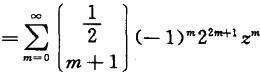 $= \sum_{m=0}^{\infty} \binom{\frac{1}{2}}{m+1} (-1)^m 2^{2m+1} z^m$